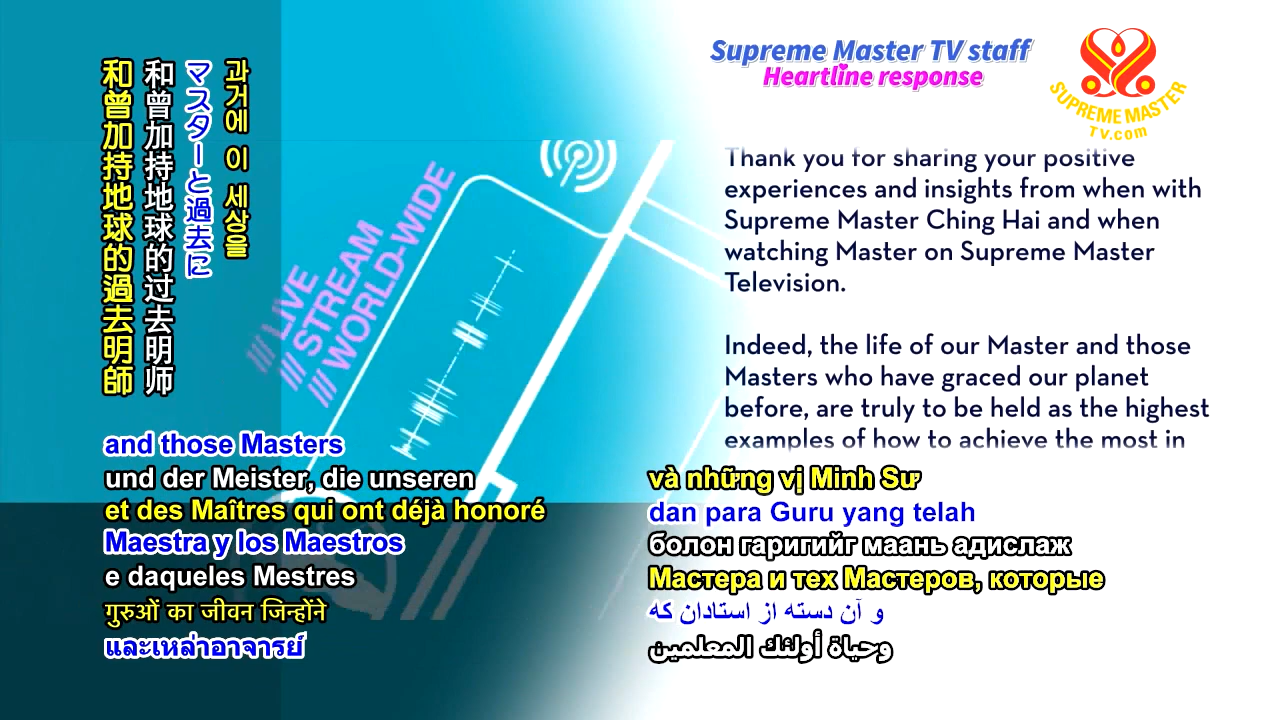 Supreme Master TV staff
Heartline response
SUPREME MASTER
TV.com
과거에 이 세상을
マスターと過去に
和曾加持地球的过去明师
和曾加持地球的過去明師
/// LIVE
/// STREAM
/// WORLD-WIDE
Thank you for sharing your positive
experiences and insights from when with
Supreme Master Ching Hai and when
watching Master on Supreme Master
Television.
Indeed, the life of our Master and those
Masters who have graced our planet
before, are truly to be held as the highest
examples of how to achieve the most in
and those Masters
und der Meister, die unseren
et des Maîtres qui ont déjà honoré
Maestra y los Maestros
e daqueles Mestres
गुरुओं का जीवन जिन्होंने
และเหล่าอาจารย์
và những vị Minh Sư
dan para Guru yang telah
болон гаригийг маань адислаж
Мастера и тех Мастеров, которые
و آن دسته از استادان که
وحياة أولئك المعلمين